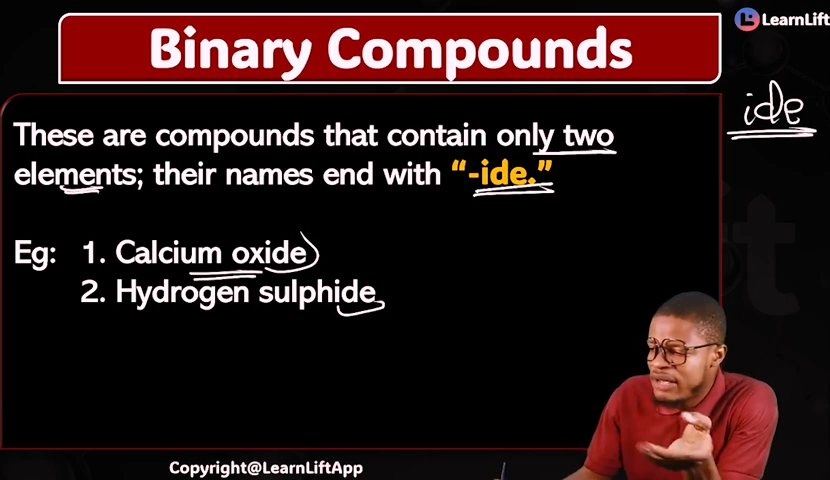 LearnLift
Binary Compounds
ide
These are compounds that contain only two
elements; their names end with “-ide.”
Eg: 1. Calcium oxide
2. Hydrogen sulphide
Copyright@LearnLiftApp